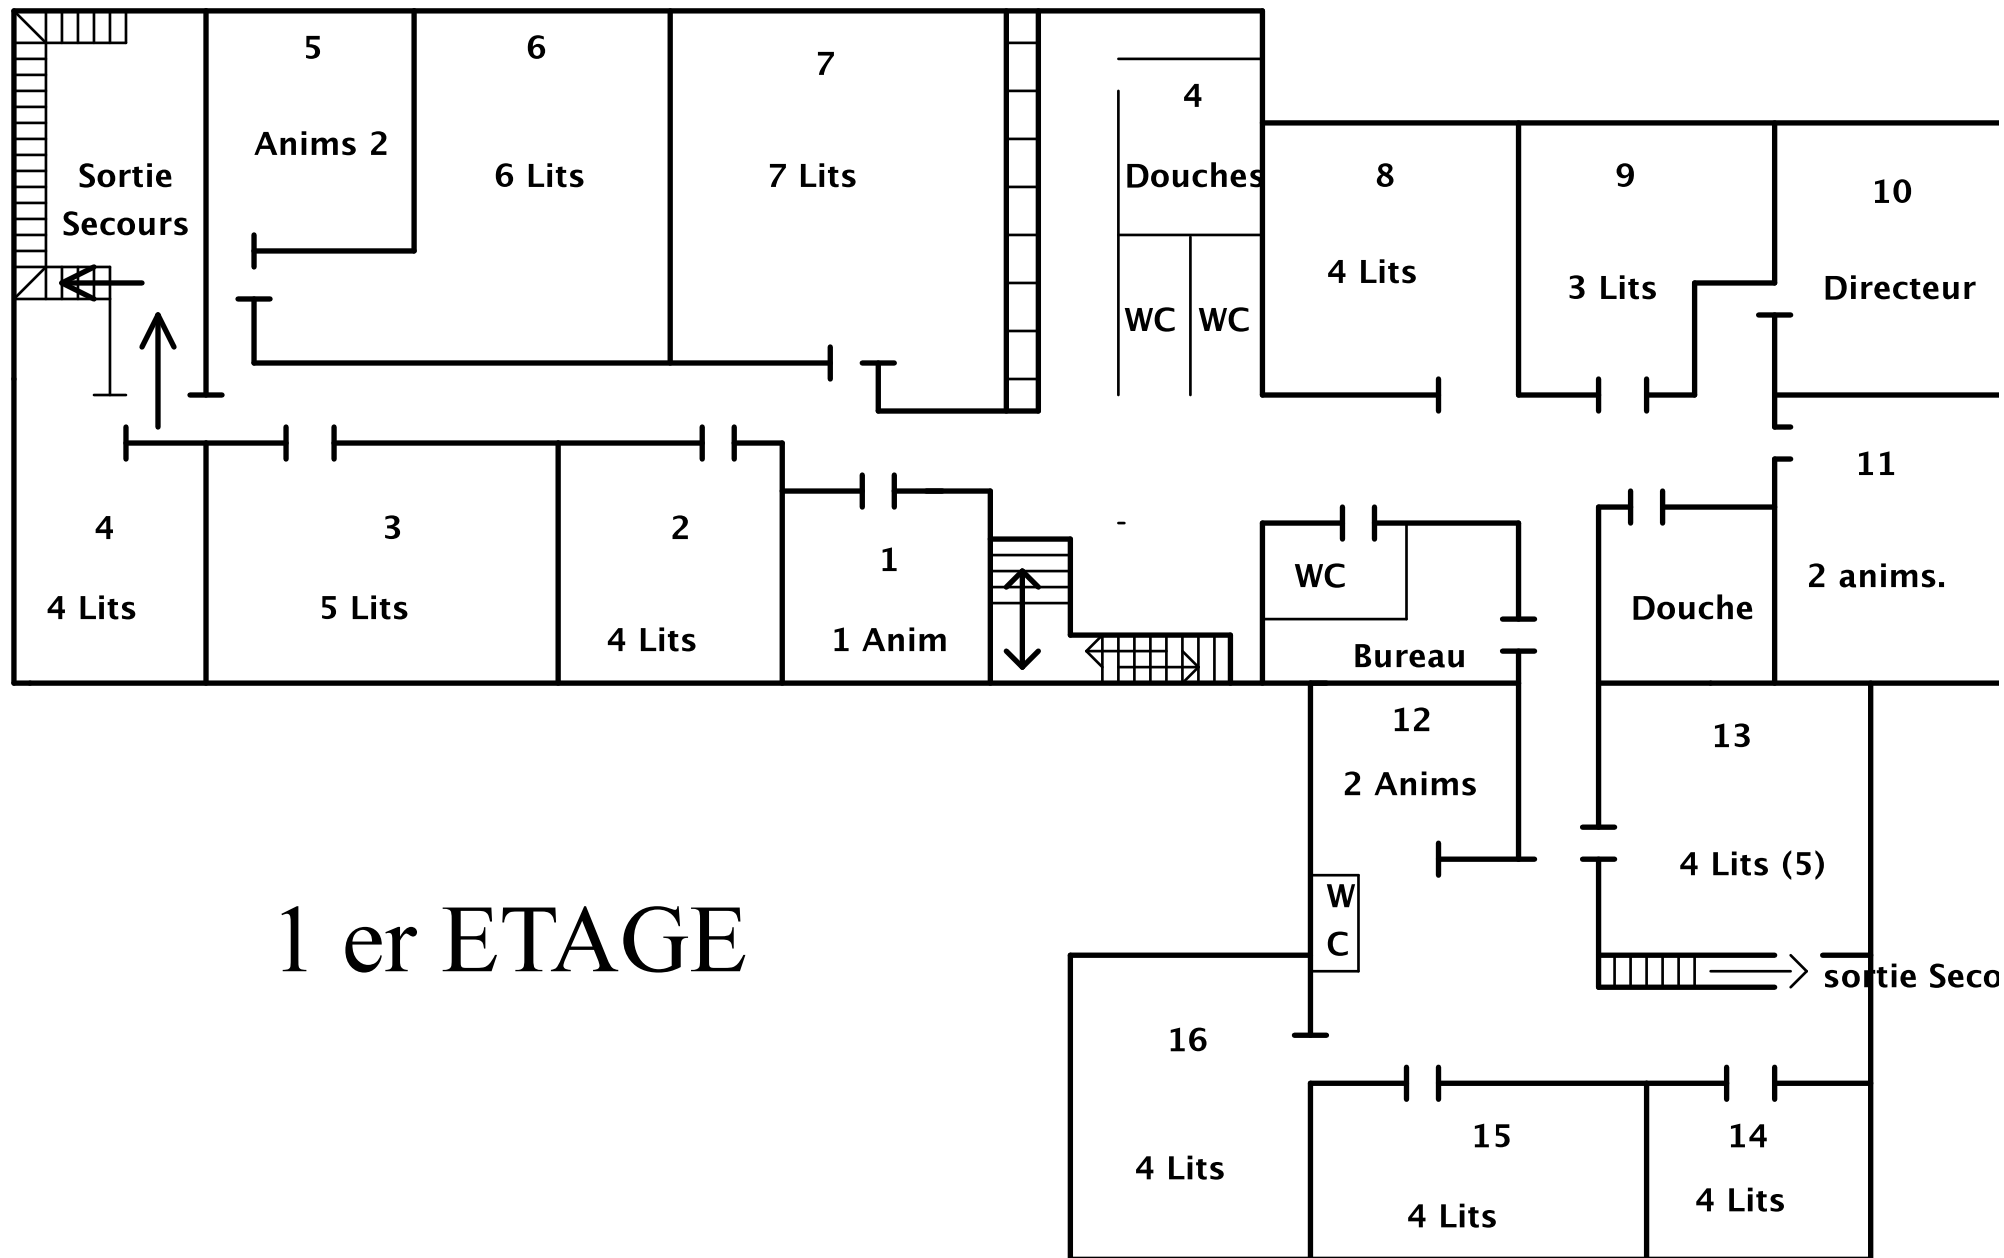 5
Anims 2
6
6 Lits
7
7 Lits
Sortie
Secours
4
Douches
WC
WC
8
4 Lits
9
3 Lits
10
Directeur
4
4 Lits
3
5 Lits
2
4 Lits
1
1 Anim
WC
Bureau
Douche
11
2 anims.
12
2 Anims
W
C
13
4 Lits (5)
sortie Seco
16
4 Lits
15
4 Lits
14
4 Lits
1 er ETAGE